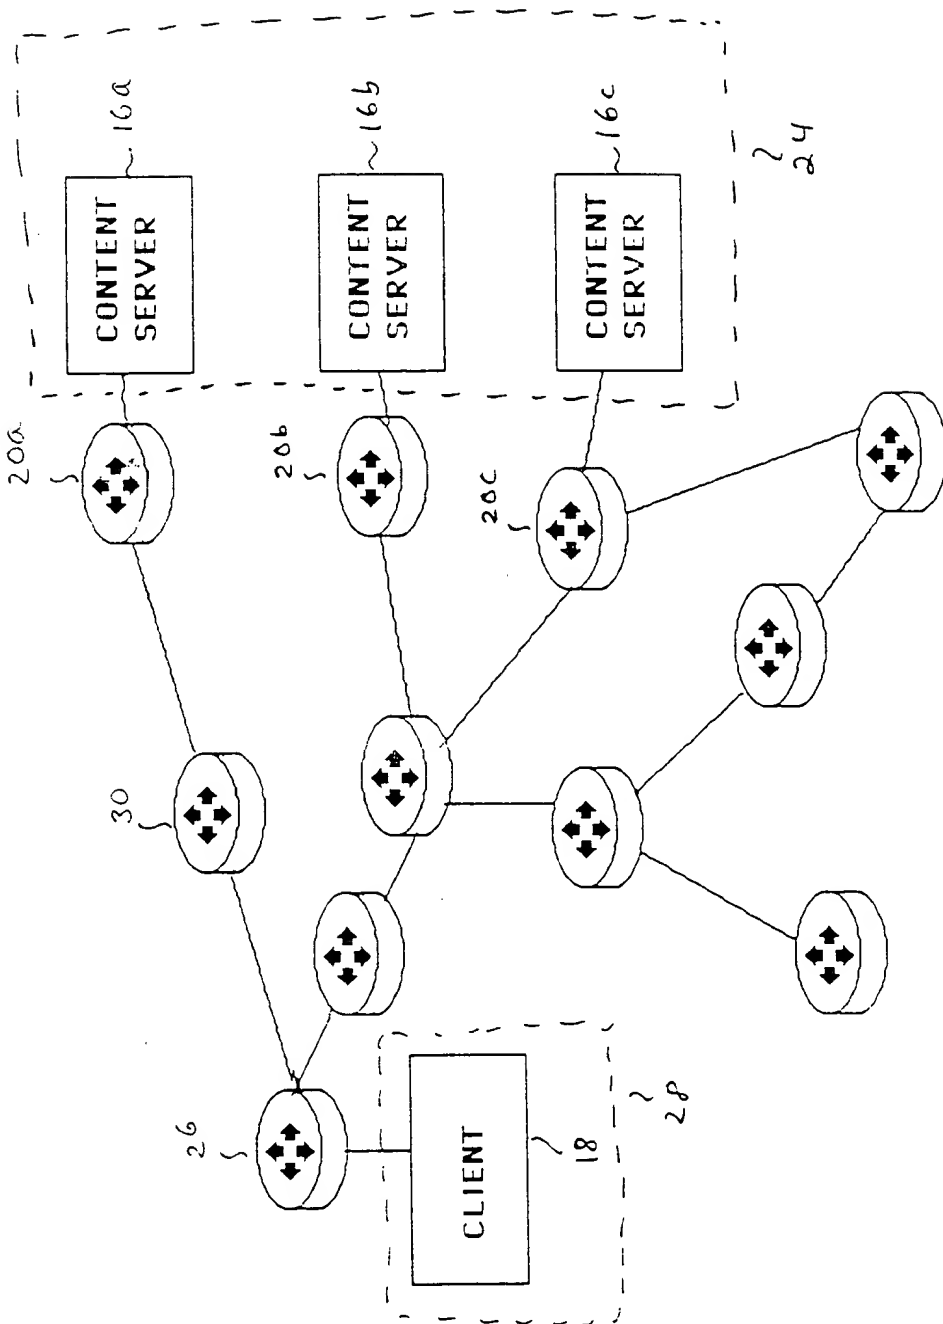 CONTENT
SERVER
16a
CONTENT
SERVER
16b
CONTENT
SERVER
16c
24
20a
20b
20c
30
26
CLIENT
18
28